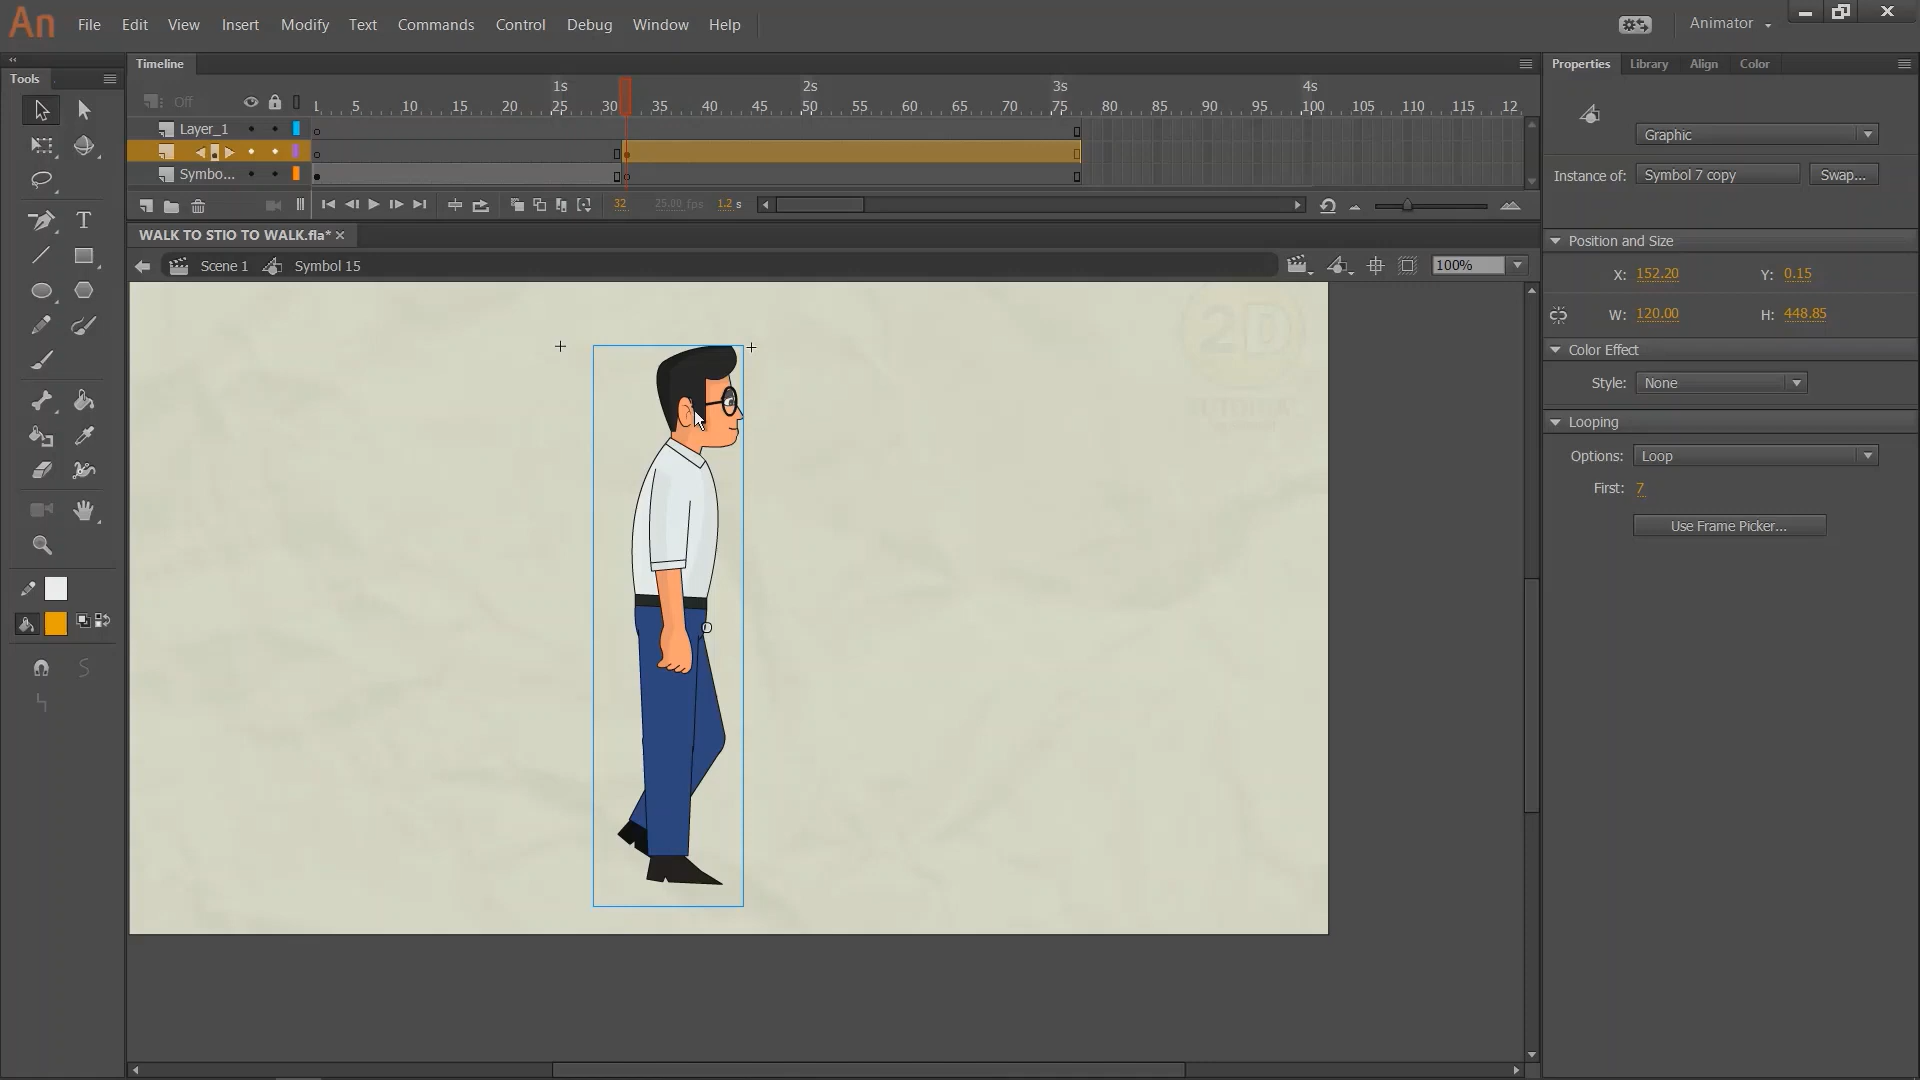 An File Edit View Insert Modify Text Commands Control Debug Window Help Animator
Tools
Timeline
Properties Library Align Color
Off
1s 2s 3s 4s
1 5 10 15 20 25 30 35 40 45 50 55 60 65 70 75 80 85 90 95 100 105 110 115 12
Layer_1
Symbo...
32 25.00 fps 1.2 s
Graphic
Instance of: Symbol 7 copy Swap...
WALK TO STIO TO WALK.fla*
Scene 1 Symbol 15 100%
Position and Size
X: 152.20 Y: 0.15
W: 120.00 H: 448.85
Color Effect
Style: None
Looping
Options: Loop
First: 7
Use Frame Picker...
2D